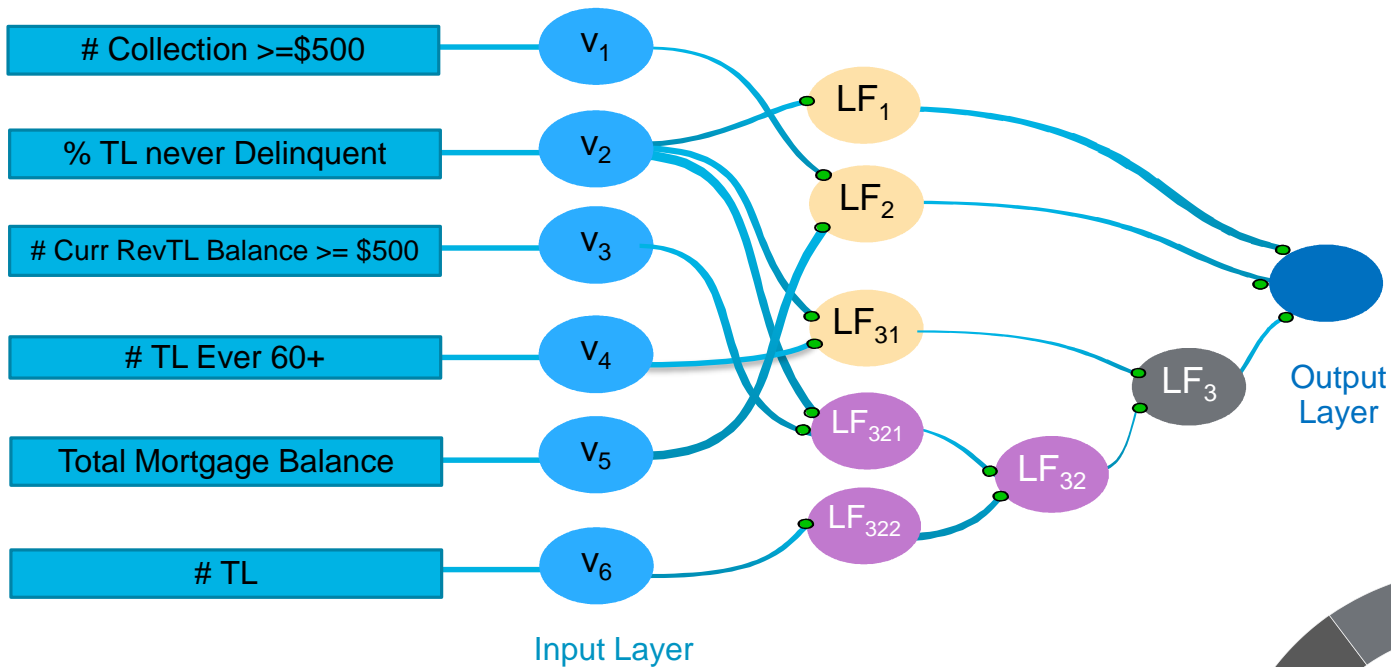 # Collection >=$500
% TL never Delinquent
# Curr RevTL Balance >= $500
# TL Ever 60+
Total Mortgage Balance
# TL
v1
v2
v3
v4
v5
v6
Input Layer
LF1
LF2
LF31
LF321
LF322
LF32
LF3
Output
Layer